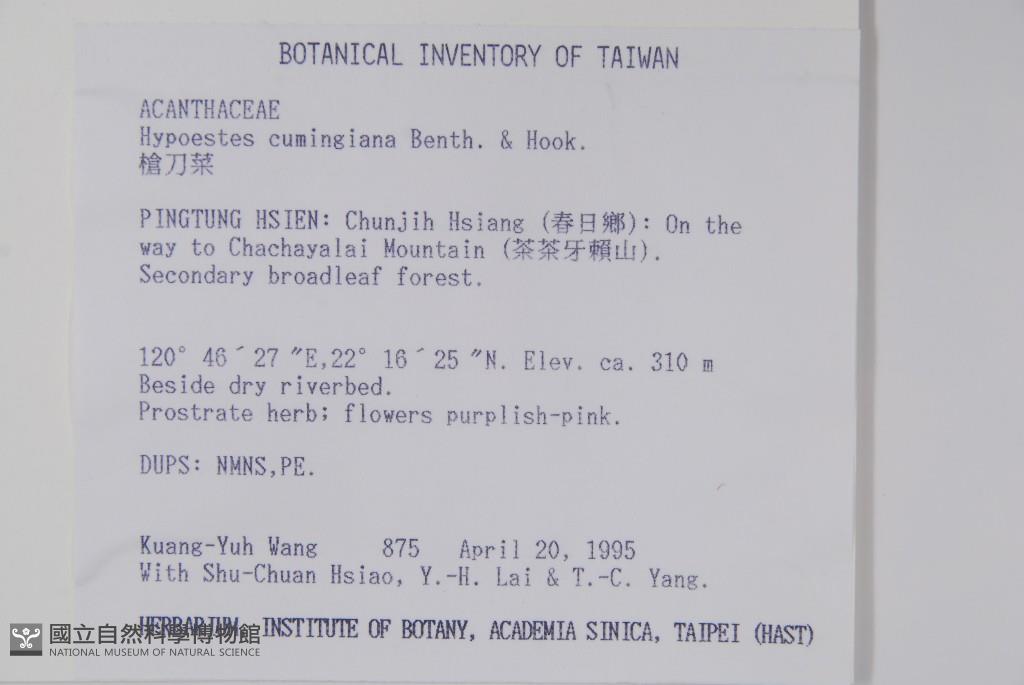 BOTANICAL INVENTORY OF TAIWAN
ACANTHACEAE
Hypoestes cumingiana Benth. & Hook.
槍刀菜
PINGTUNG HSIEN: Chunjih Hsiang (春日鄉): On the
way to Chachayalai Mountain (茶茶牙賴山).
Secondary broadleaf forest.
120° 46´27 ″E,22° 16´25 ″N. Elev. ca. 310 m
Beside dry riverbed.
Prostrate herb; flowers purplish-pink.
DUPS: NMNS,PE.
Kuang-Yuh Wang 875 April 20, 1995
With Shu-Chuan Hsiao, Y.-H. Lai & T.-C. Yang.
HERBARIUM, INSTITUTE OF BOTANY, ACADEMIA SINICA, TAIPEI (HAST)
國立自然科學博物館
NATIONAL MUSEUM OF NATURAL SCIENCE